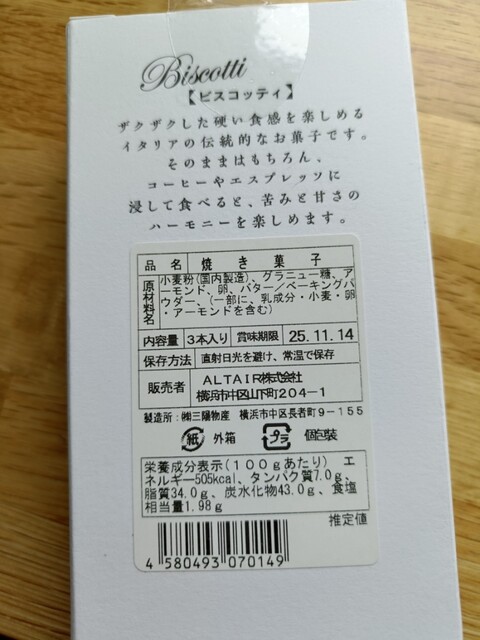 Biscotti
【ビスコッティ】
ザクザクした硬い食感を楽しめる
イタリアの伝統的なお菓子です。
そのままはもちろん、
コーヒーやエスプレッソに
浸して食べると、苦みと甘さの
ハーモニーを楽しめます。
品名 焼き菓子
原材料名 小麦粉(国内製造)、グラニュー糖、ア
ーモンド、卵、バター／ベーキングパ
ウダー、(一部に、乳成分・小麦・卵
・アーモンドを含む)
内容量 3本入り 賞味期限 25.11.14
保存方法 直射日光を避け、常温で保存
販売者 ALTAIR株式会社
横浜市中区山下町204-1
製造所：㈱三陽物産 横浜市中区長者町9-155
紙 外箱 プラ 個包装
栄養成分表示(100gあたり) エ
ネルギー505kcal、タンパク質7.0g、
脂質34.0g、炭水化物43.0g、食塩
相当量1.98g
推定値
4 580493 070149